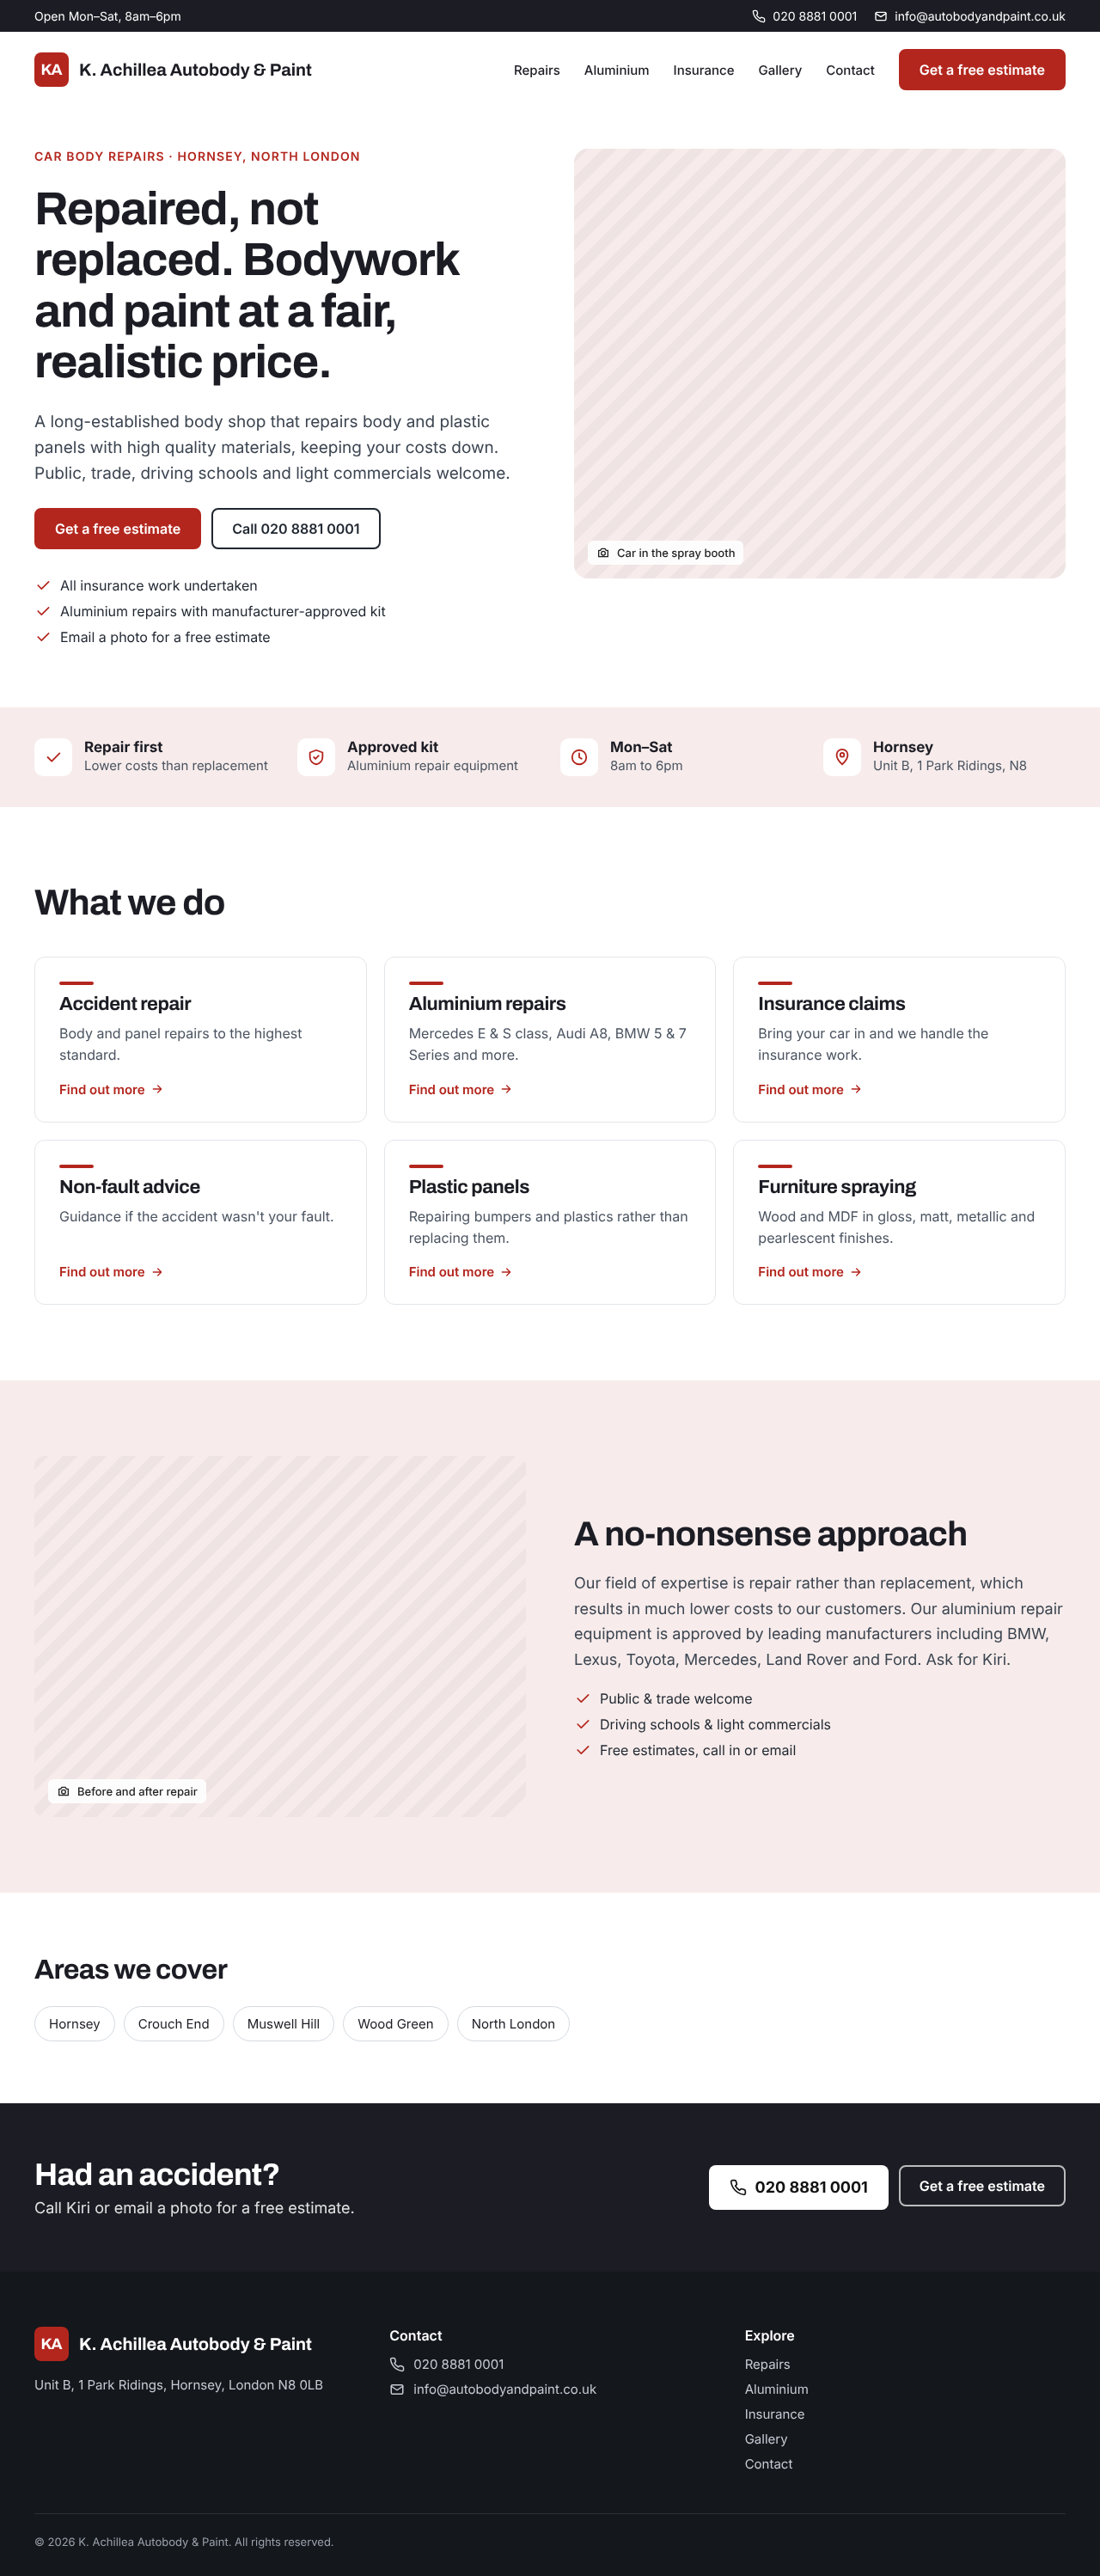 Open Mon–Sat, 8am–6pm
020 8881 0001
info@autobodyandpaint.co.uk
KA
K. Achillea Autobody & Paint
Repairs
Aluminium
Insurance
Gallery
Contact
Get a free estimate
CAR BODY REPAIRS · HORNSEY, NORTH LONDON
Repaired, not
replaced. Bodywork
and paint at a fair,
realistic price.
A long-established body shop that repairs body and plastic
panels with high quality materials, keeping your costs down.
Public, trade, driving schools and light commercials welcome.
Get a free estimate
Call 020 8881 0001
All insurance work undertaken
Aluminium repairs with manufacturer-approved kit
Email a photo for a free estimate
Car in the spray booth
Repair first
Lower costs than replacement
Approved kit
Aluminium repair equipment
Mon–Sat
8am to 6pm
Hornsey
Unit B, 1 Park Ridings, N8
What we do
Accident repair
Body and panel repairs to the highest
standard.
Find out more
Aluminium repairs
Mercedes E & S class, Audi A8, BMW 5 & 7
Series and more.
Find out more
Insurance claims
Bring your car in and we handle the
insurance work.
Find out more
Non-fault advice
Guidance if the accident wasn't your fault.
Find out more
Plastic panels
Repairing bumpers and plastics rather than
replacing them.
Find out more
Furniture spraying
Wood and MDF in gloss, matt, metallic and
pearlescent finishes.
Find out more
Before and after repair
A no-nonsense approach
Our field of expertise is repair rather than replacement, which
results in much lower costs to our customers. Our aluminium repair
equipment is approved by leading manufacturers including BMW,
Lexus, Toyota, Mercedes, Land Rover and Ford. Ask for Kiri.
Public & trade welcome
Driving schools & light commercials
Free estimates, call in or email
Areas we cover
Hornsey
Crouch End
Muswell Hill
Wood Green
North London
Had an accident?
Call Kiri or email a photo for a free estimate.
020 8881 0001
Get a free estimate
KA
K. Achillea Autobody & Paint
Unit B, 1 Park Ridings, Hornsey, London N8 0LB
Contact
020 8881 0001
info@autobodyandpaint.co.uk
Explore
Repairs
Aluminium
Insurance
Gallery
Contact
© 2026 K. Achillea Autobody & Paint. All rights reserved.